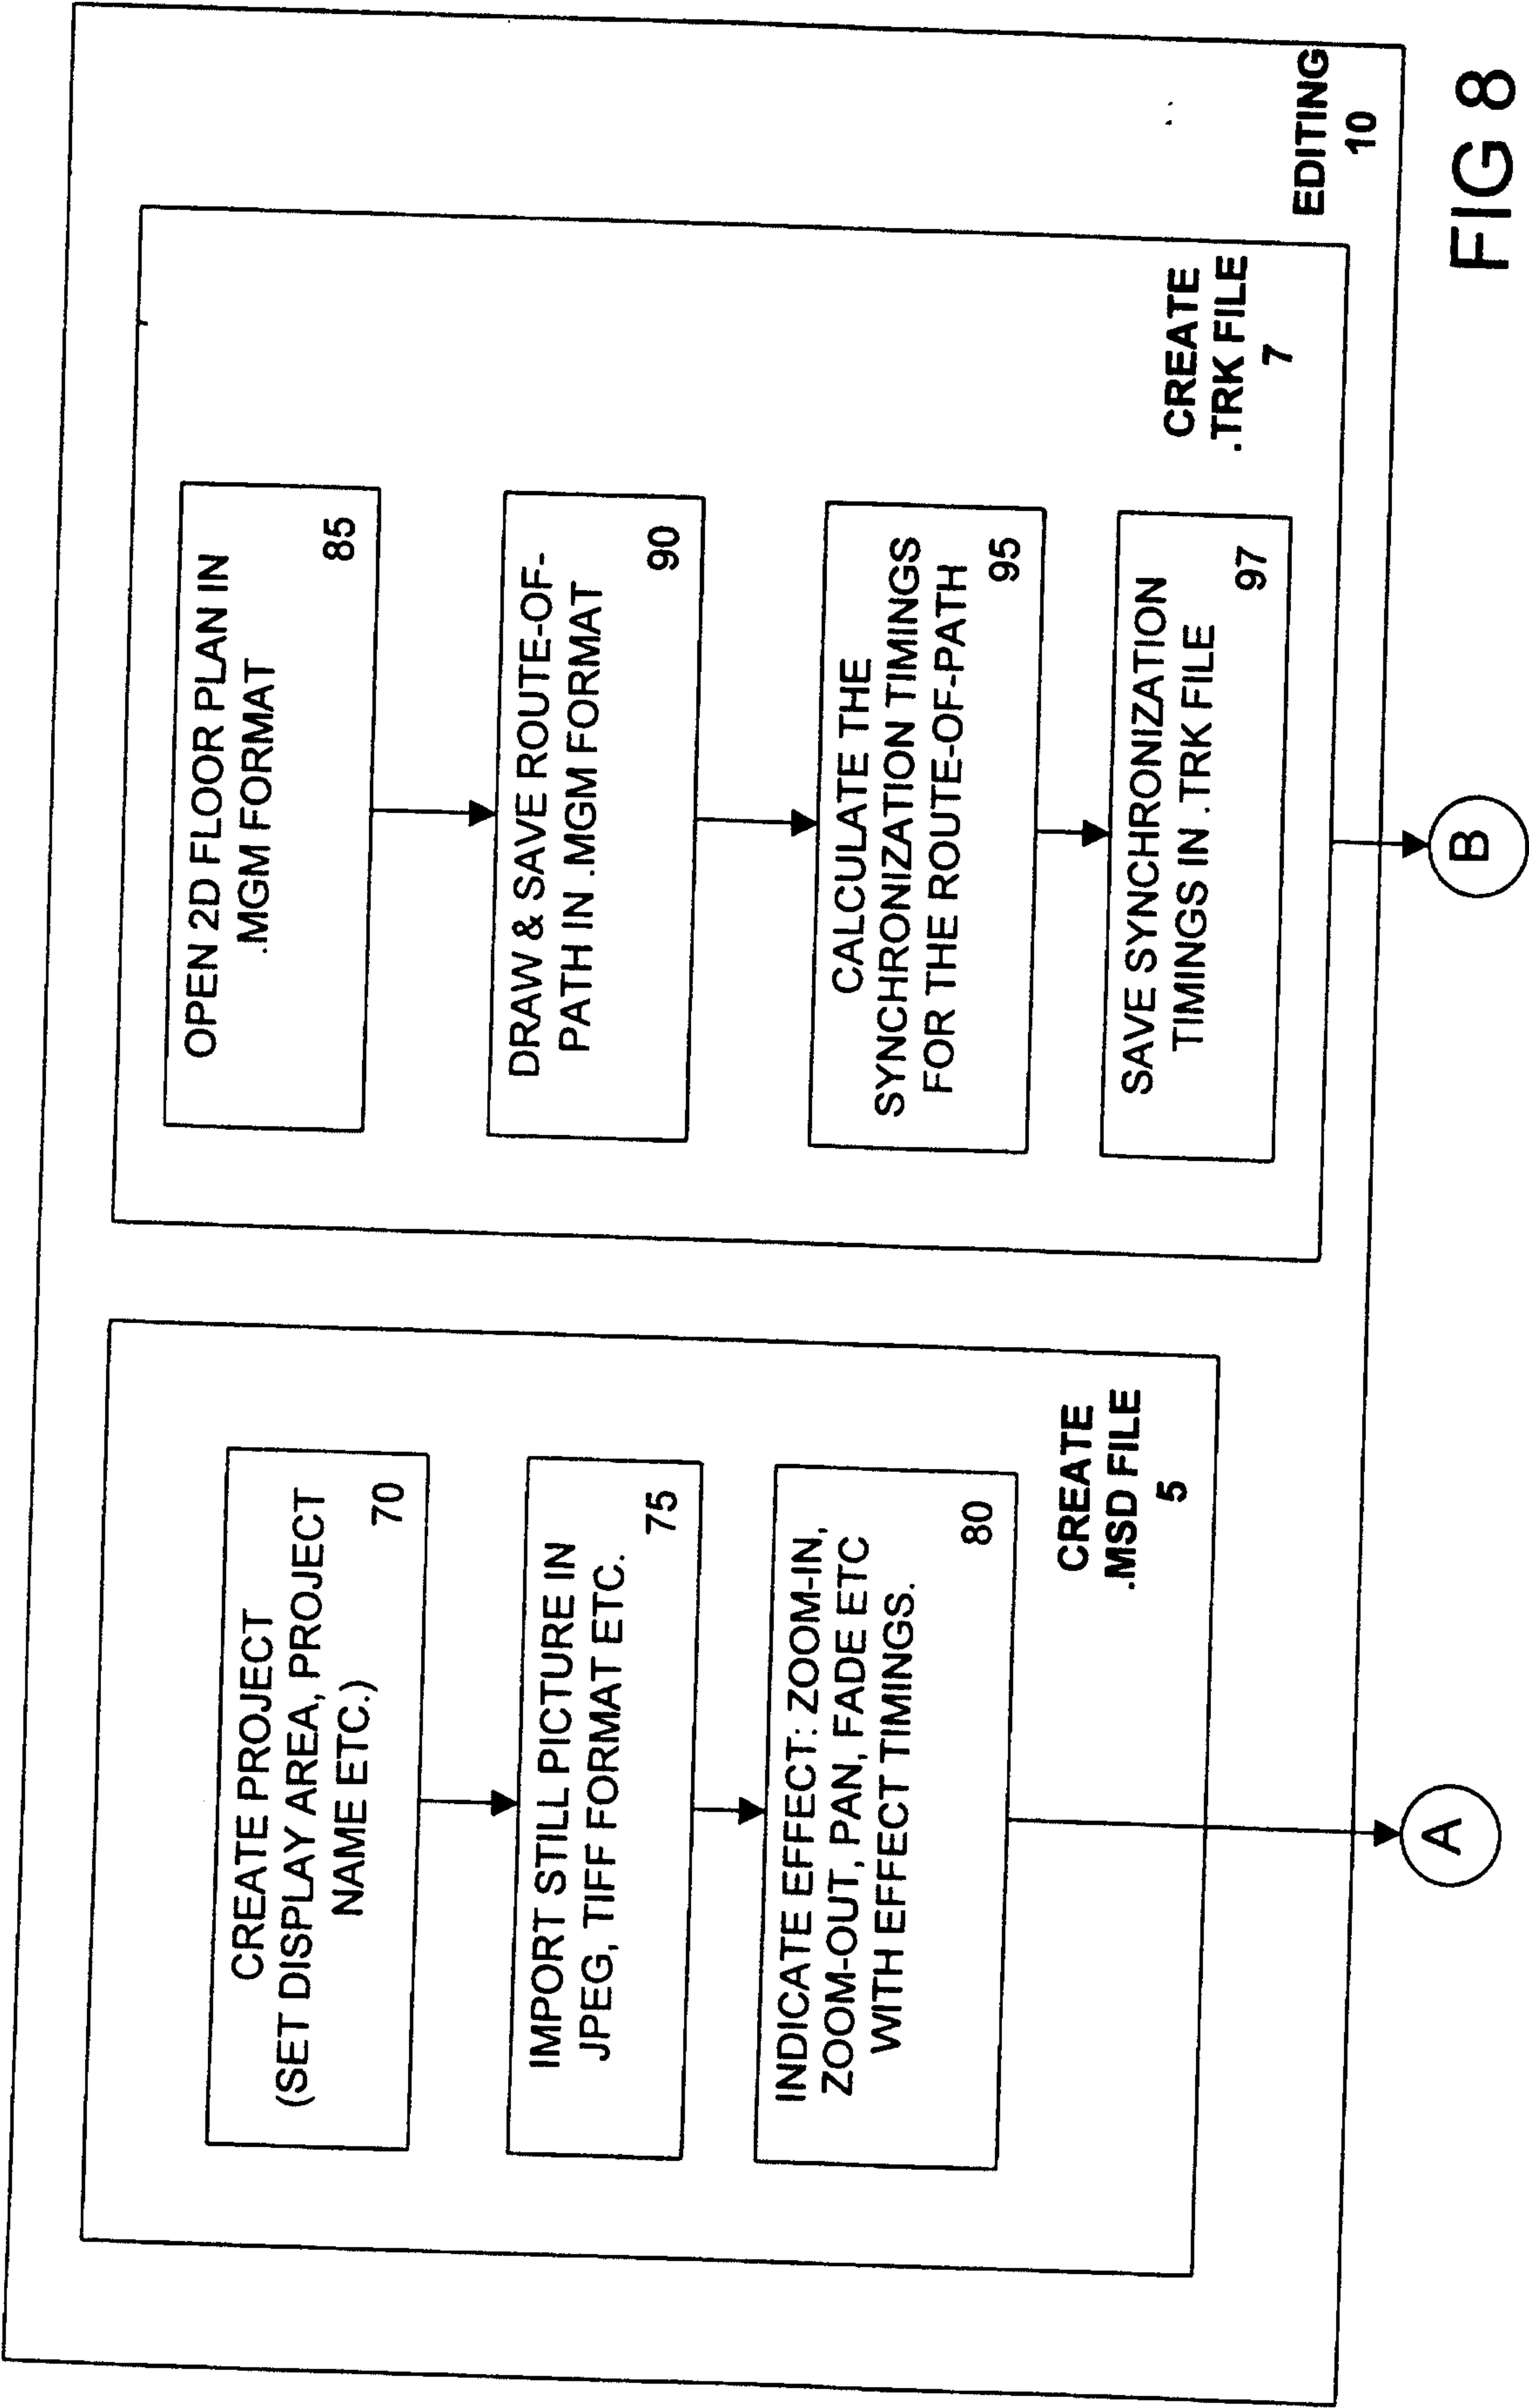 CREATE PROJECT
(SET DISPLAY AREA, PROJECT
NAME ETC.)
70
IMPORT STILL PICTURE IN
JPEG, TIFF FORMAT ETC.
75
INDICATE EFFECT: ZOOM-IN,
ZOOM-OUT, PAN, FADE ETC
WITH EFFECT TIMINGS.
80
CREATE
.MSD FILE
5
A
OPEN 2D FLOOR PLAN IN
.MGM FORMAT
85
DRAW & SAVE ROUTE-OF-
PATH IN .MGM FORMAT
90
CALCULATE THE
SYNCHRONIZATION TIMINGS
FOR THE ROUTE-OF-PATH
95
SAVE SYNCHRONIZATION
TIMINGS IN .TRK FILE
97
CREATE
.TRK FILE
7
B
EDITING
10
FIG 8